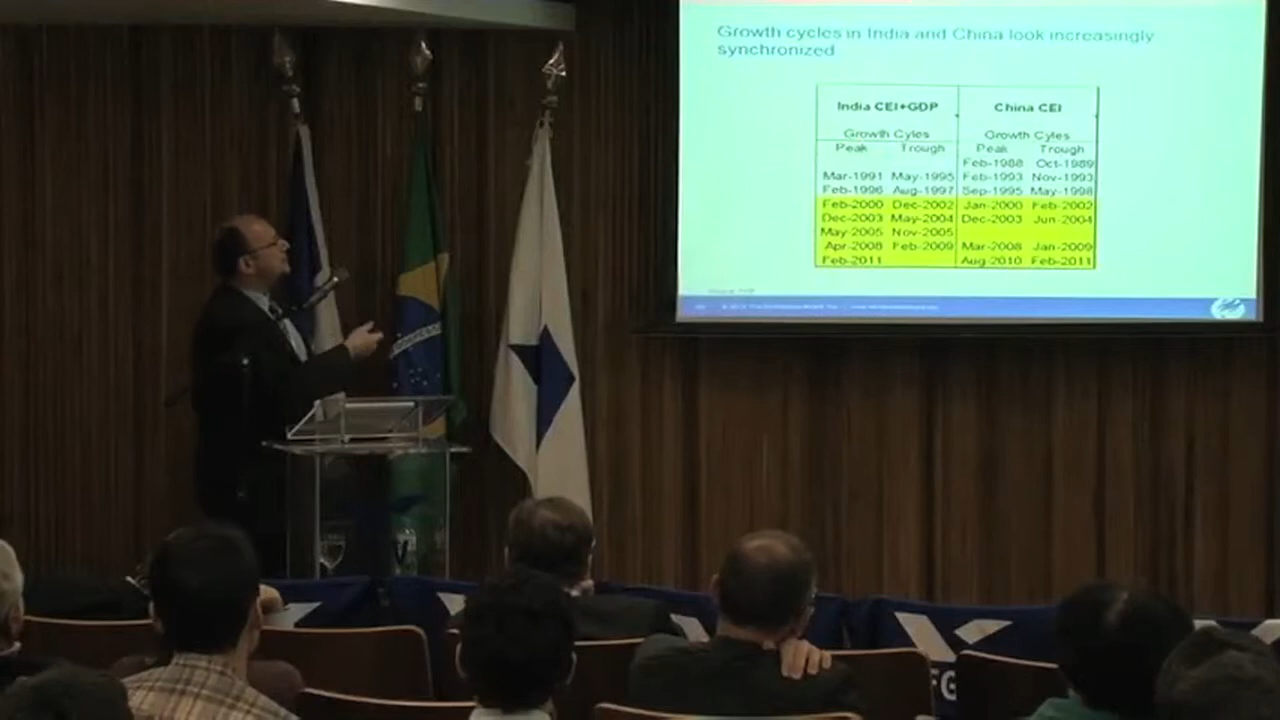 Growth cycles in India and China look increasingly
synchronized
India CEI+GDP China CEI
Growth Cyles Growth Cyles
Peak Trough Peak Trough
Feb-1988 Oct-1989
Mar-1991 May-1995 Feb-1993 Nov-1993
Feb-1996 Aug-1997 Sep-1995 May-1998
Feb-2000 Dec-2002 Jan-2000 Feb-2002
Dec-2003 May-2004 Dec-2003 Jun-2004
May-2005 Nov-2005
Apr-2008 Feb-2009 Mar-2008 Jan-2009
Feb-2011 Aug-2010 Feb-2011
FG